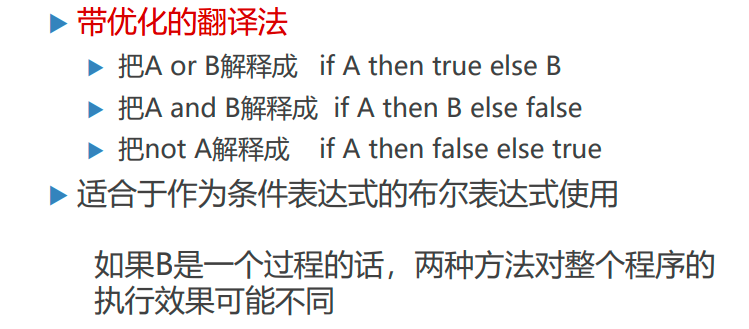 带优化的翻译法
把A or B解释成 if A then true else B
把A and B解释成 if A then B else false
把not A解释成 if A then false else true
适合于作为条件表达式的布尔表达式使用
如果B是一个过程的话，两种方法对整个程序的
执行效果可能不同